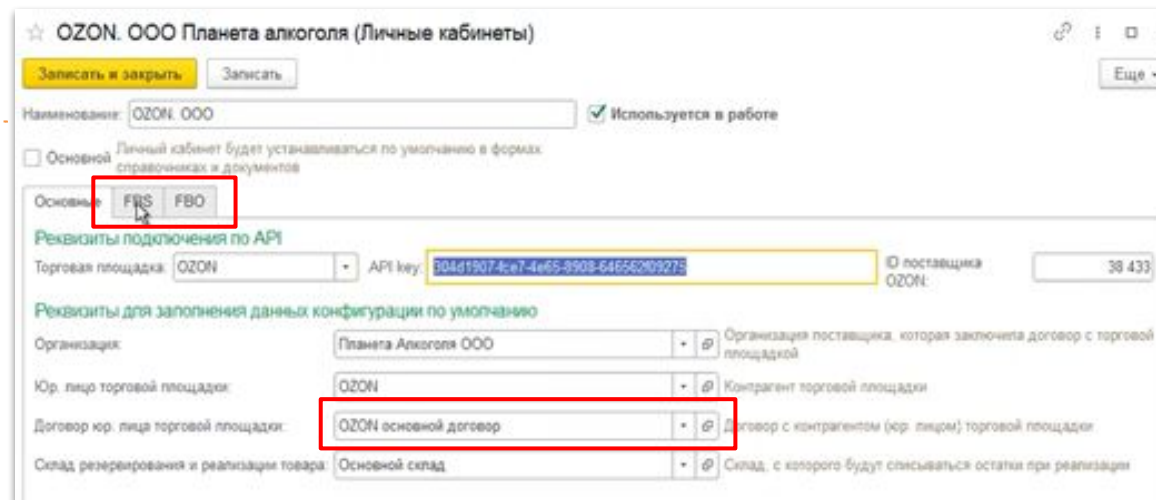 OZON. ООО Планета алкоголя (Личные кабинеты)
Записать и закрыть Записать Еще
Наименование: OZON. ООО Используется в работе
Основной Личный кабинет будет устанавливаться по умолчанию в формах справочниках и документов
Основные FBS FBO
Реквизиты подключения по API
Торговая площадка: OZON API key: 304d1907-fce7-4e65-8908-646562f09275 ID поставщика OZON: 38 433
Реквизиты для заполнения данных конфигурации по умолчанию
Организация: Планета Алкоголя ООО Организация поставщика, которая заключила договор с торговой площадкой
Юр. лицо торговой площадки: OZON Контрагент торговой площадки
Договор юр. лица торговой площадки: OZON основной договор Договор с контрагентом (юр. лицом) торговой площадки
Склад резервирования и реализации товара: Основной склад Склад, с которого будут списываться остатки при реализации